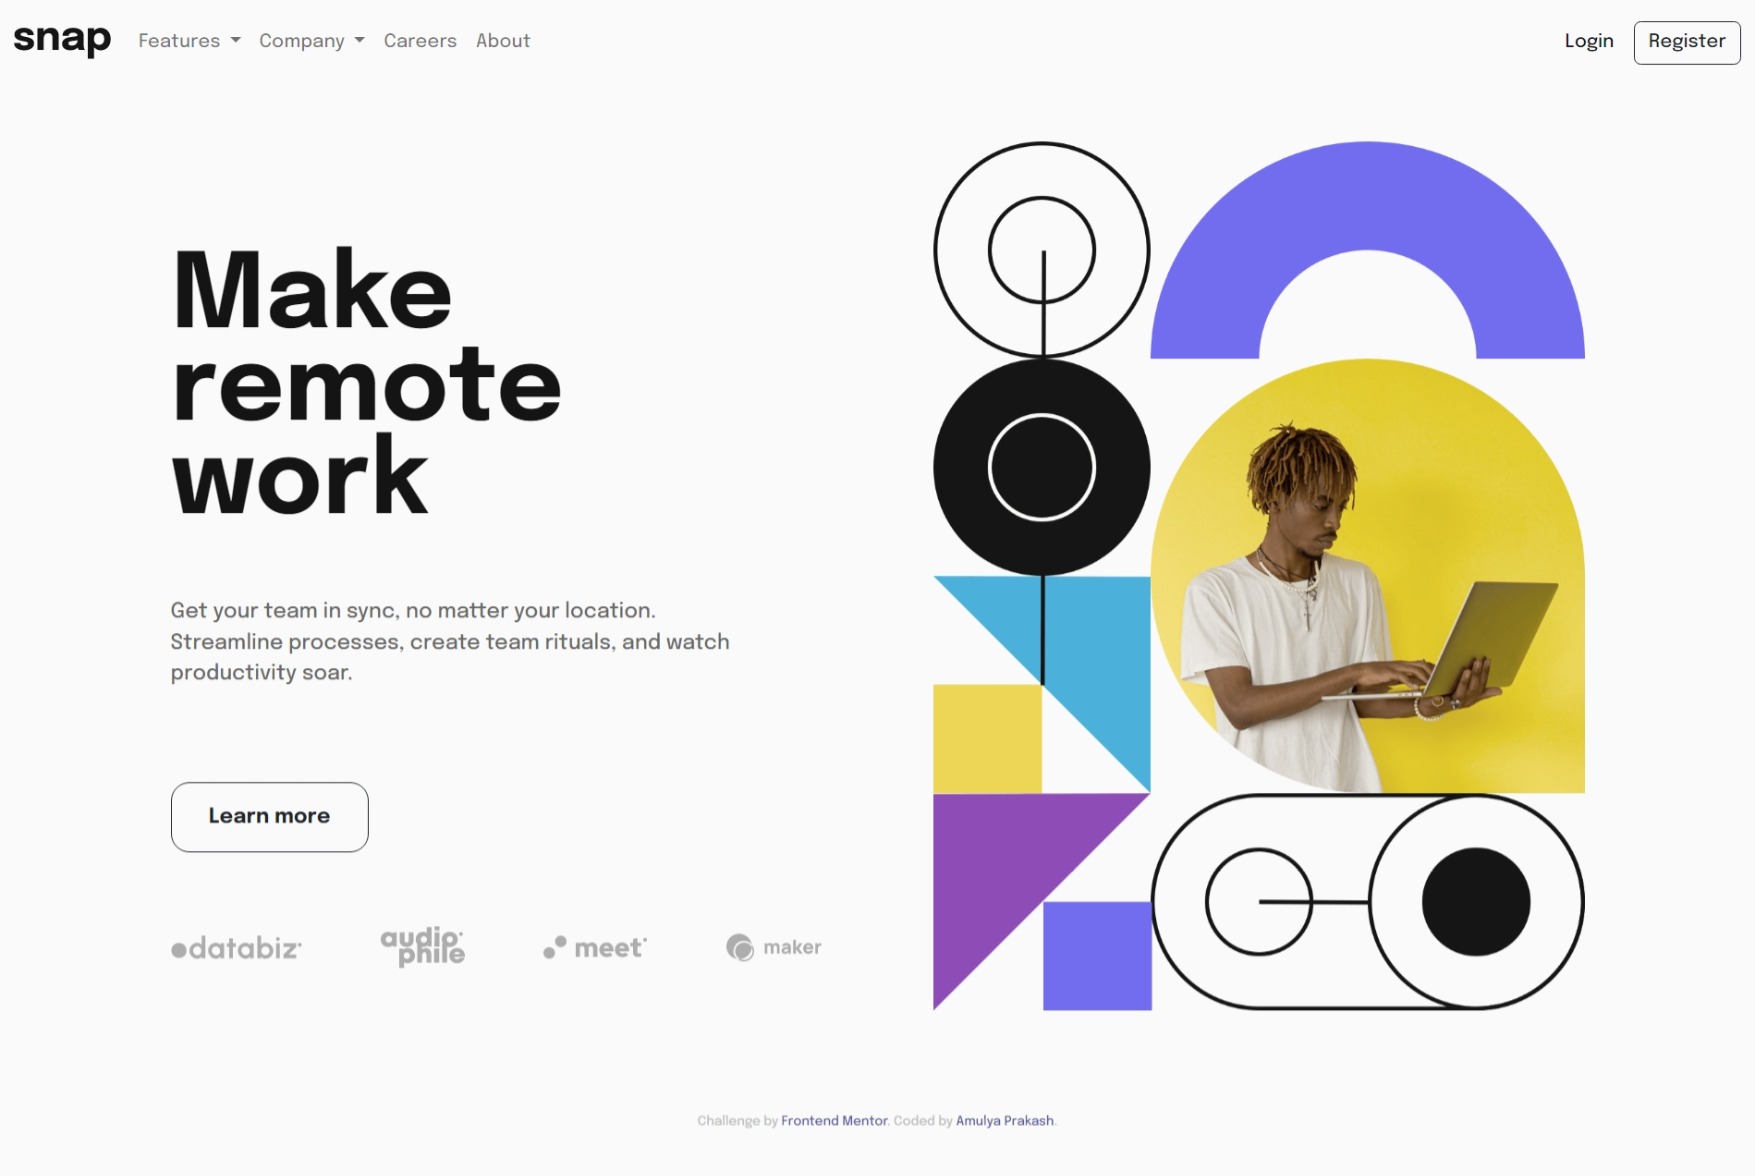 snap Features Company Careers About Login Register
Make
remote
work
Get your team in sync, no matter your location.
Streamline processes, create team rituals, and watch
productivity soar.
Learn more
databiz audiophile meet maker
Challenge by Frontend Mentor. Coded by Amulya Prakash.